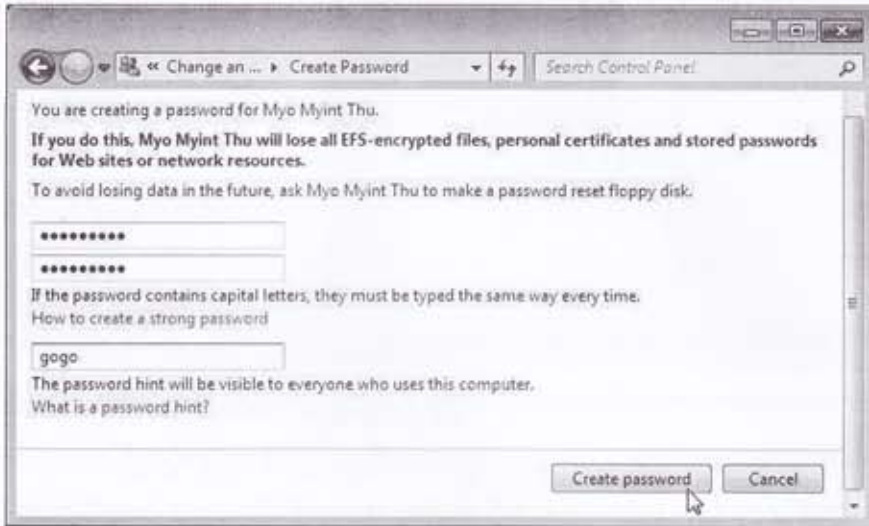 « Change an ... ▸ Create Password
Search Control Panel
You are creating a password for Myo Myint Thu.
If you do this, Myo Myint Thu will lose all EFS-encrypted files, personal certificates and stored passwords
for Web sites or network resources.
To avoid losing data in the future, ask Myo Myint Thu to make a password reset floppy disk.
•••••••••
•••••••••
If the password contains capital letters, they must be typed the same way every time.
How to create a strong password
gogo
The password hint will be visible to everyone who uses this computer.
What is a password hint?
Create password
Cancel